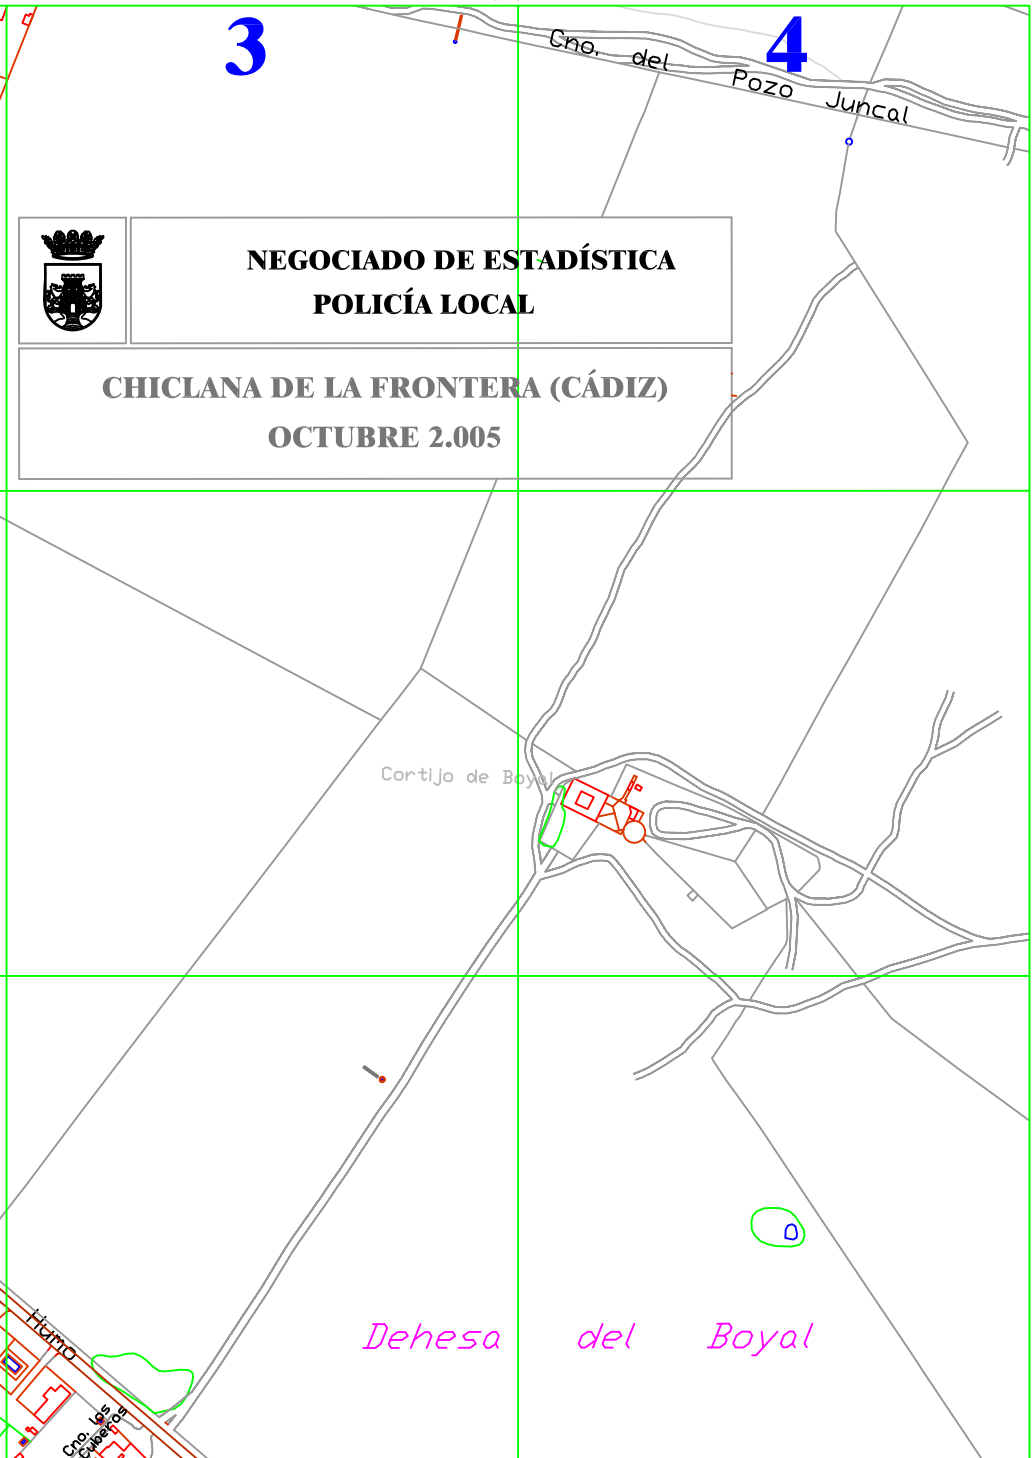 3
4
Cno. del Pozo Juncal
NEGOCIADO DE ESTADÍSTICA
POLICÍA LOCAL
CHICLANA DE LA FRONTERA (CÁDIZ)
OCTUBRE 2.005
Cortijo de Boyal
Dehesa del Boyal
Humo
Cno. los
Cuberos